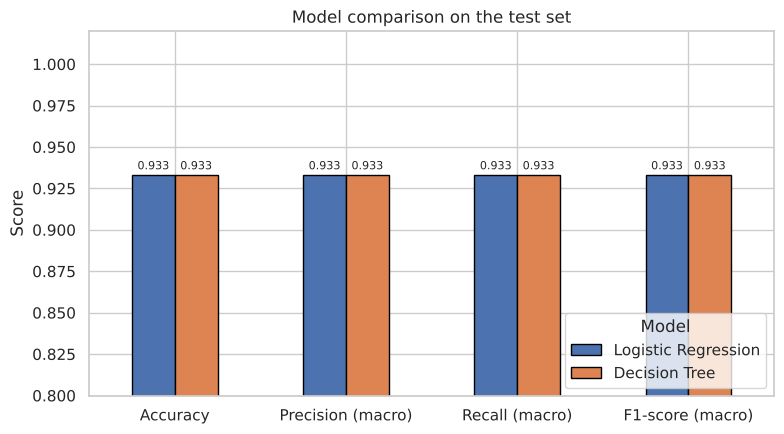 Model comparison on the test set
Score
1.000
0.975
0.950
0.925
0.900
0.875
0.850
0.825
0.800
0.933 0.933 0.933 0.933 0.933 0.933 0.933 0.933
Model
Logistic Regression
Decision Tree
Accuracy Precision (macro) Recall (macro) F1-score (macro)